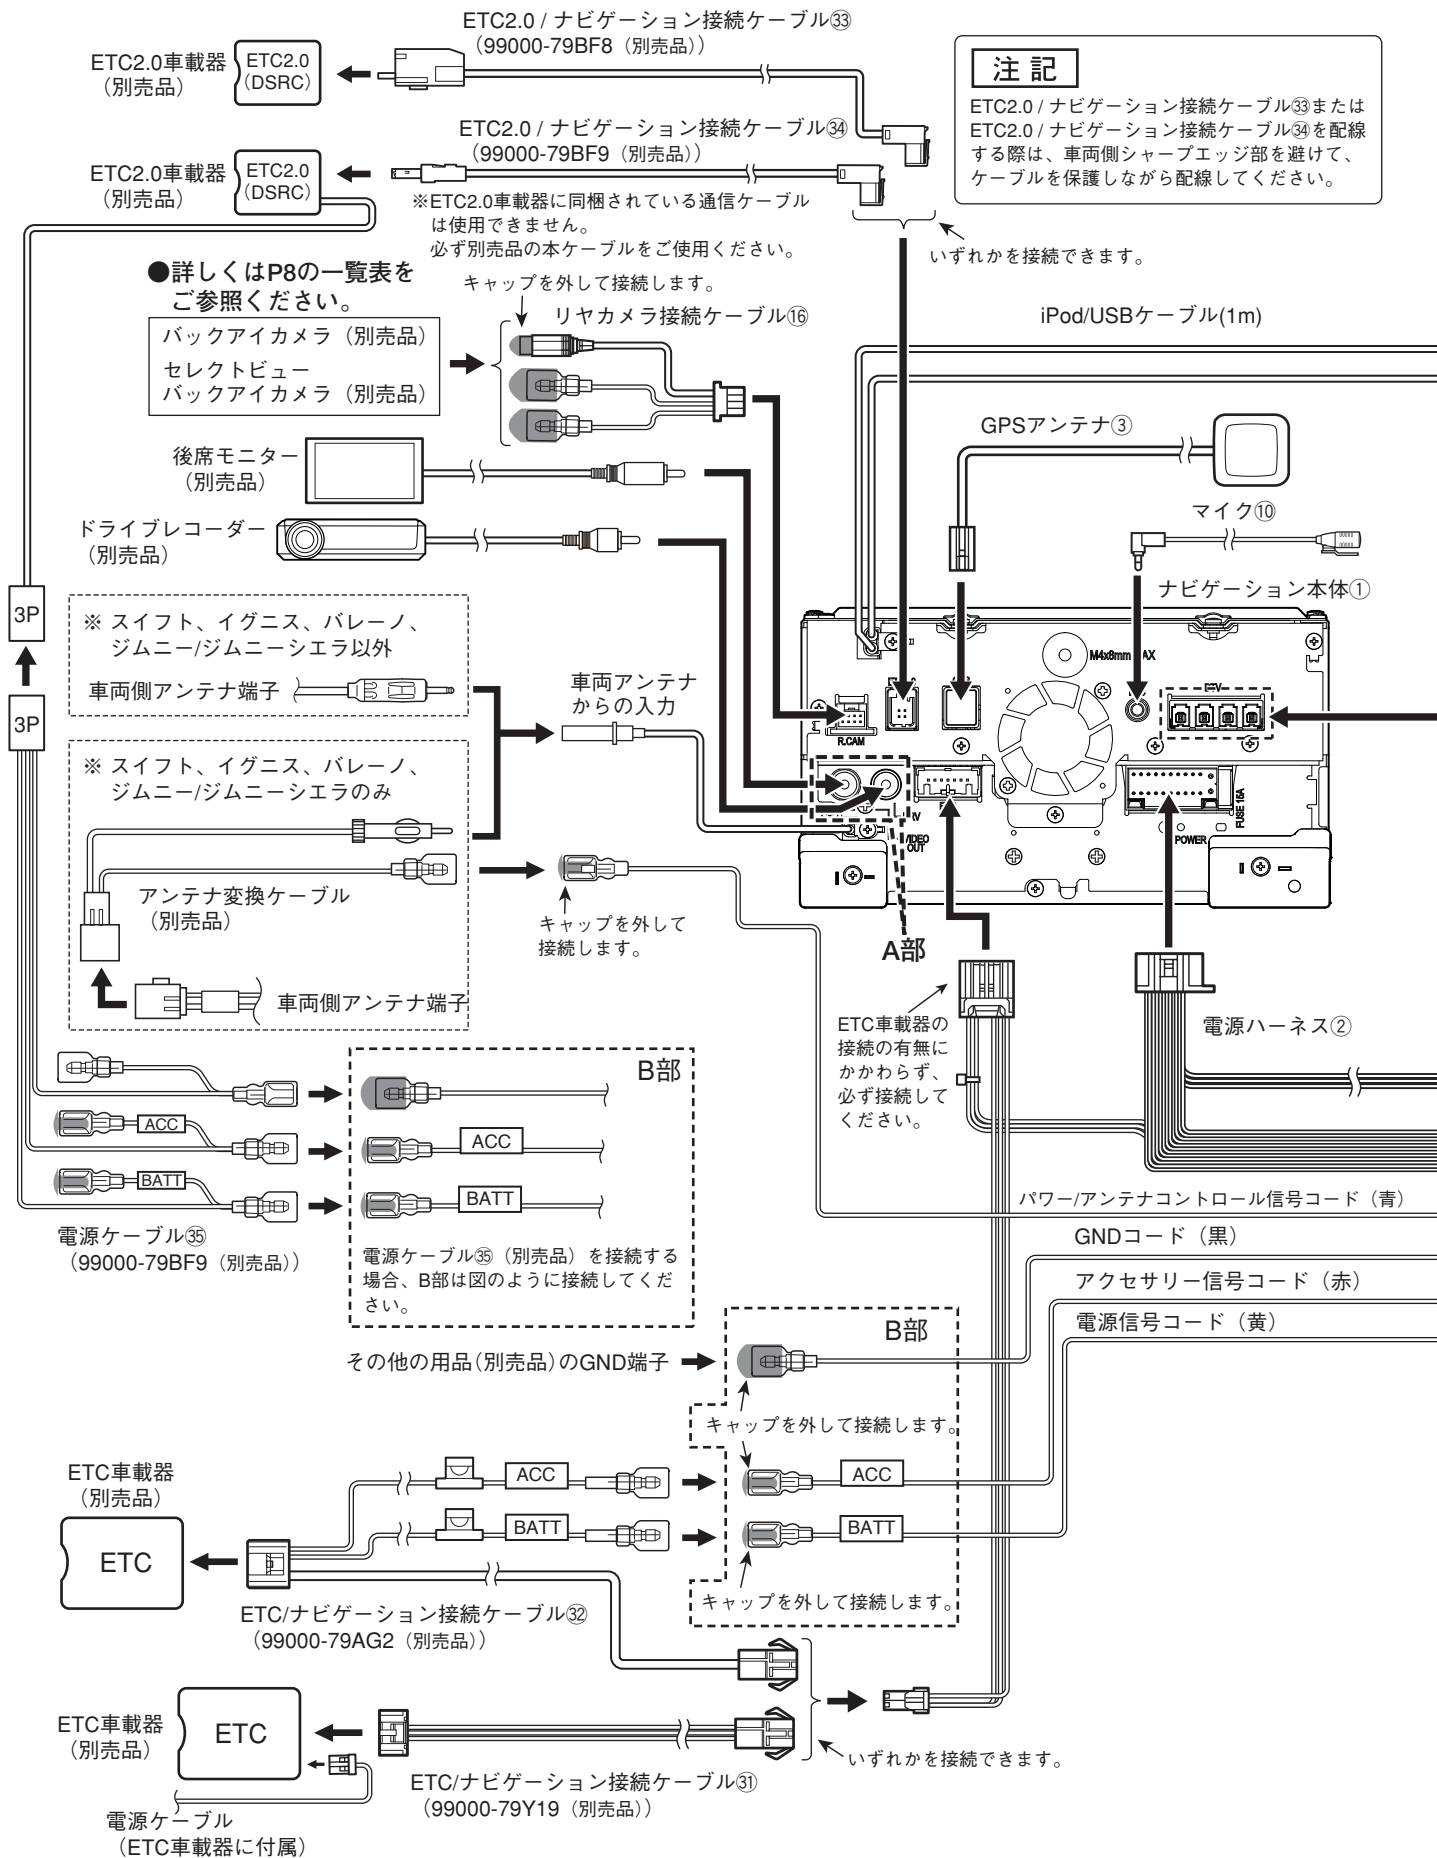 ETC2.0 / ナビゲーション接続ケーブル㉝
（99000-79BF8（別売品））
ETC2.0車載器
（別売品）
ETC2.0
(DSRC)
注 記
ETC2.0 / ナビゲーション接続ケーブル㉝または
ETC2.0 / ナビゲーション接続ケーブル㉞を配線
する際は、車両側シャープエッジ部を避けて、
ケーブルを保護しながら配線してください。
ETC2.0 / ナビゲーション接続ケーブル㉞
（99000-79BF9（別売品））
ETC2.0車載器
（別売品）
ETC2.0
(DSRC)
※ETC2.0車載器に同梱されている通信ケーブル
は使用できません。
必ず別売品の本ケーブルをご使用ください。
いずれかを接続できます。
●詳しくはP8の一覧表を
ご参照ください。
キャップを外して接続します。
リヤカメラ接続ケーブル⑯
バックアイカメラ（別売品）
セレクトビュー
バックアイカメラ（別売品）
iPod/USBケーブル(1m)
GPSアンテナ③
後席モニター
（別売品）
マイク⑩
ドライブレコーダー
（別売品）
ナビゲーション本体①
3P
※ スイフト、イグニス、バレーノ、
ジムニー/ジムニーシエラ以外
車両側アンテナ端子
車両アンテナ
からの入力
M4x8mm MAX
R.CAM
3P
※ スイフト、イグニス、バレーノ、
ジムニー/ジムニーシエラのみ
FUSE 15A
POWER
VIDEO
OUT
アンテナ変換ケーブル
（別売品）
キャップを外して
接続します。
A部
車両側アンテナ端子
ETC車載器の
接続の有無に
かかわらず、
必ず接続して
ください。
電源ハーネス②
B部
ACC
ACC
BATT
BATT
電源ケーブル㉟
（99000-79BF9（別売品））
電源ケーブル㉟（別売品）を接続する
場合、B部は図のように接続してくだ
さい。
パワー/アンテナコントロール信号コード（青）
GNDコード（黒）
アクセサリー信号コード（赤）
電源信号コード（黄）
B部
その他の用品(別売品)のGND端子
キャップを外して接続します。
ETC車載器
（別売品）
ETC
ACC
ACC
BATT
BATT
キャップを外して接続します。
ETC/ナビゲーション接続ケーブル㉜
（99000-79AG2（別売品））
ETC車載器
（別売品）
ETC
いずれかを接続できます。
ETC/ナビゲーション接続ケーブル㉛
（99000-79Y19（別売品））
電源ケーブル
（ETC車載器に付属）